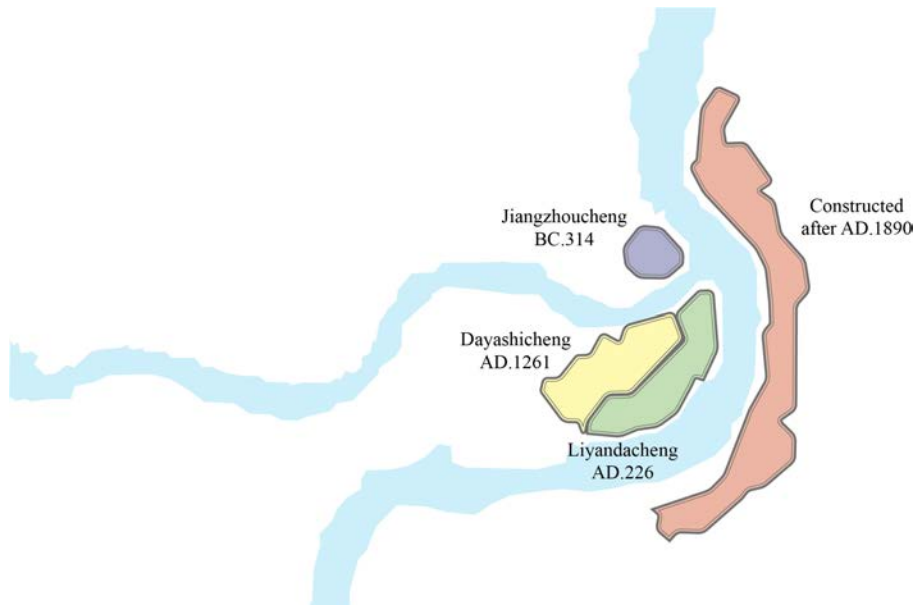 Jiangzhoucheng
BC.314
Constructed
after AD.1890
Dayashicheng
AD.1261
Liyandacheng
AD.226